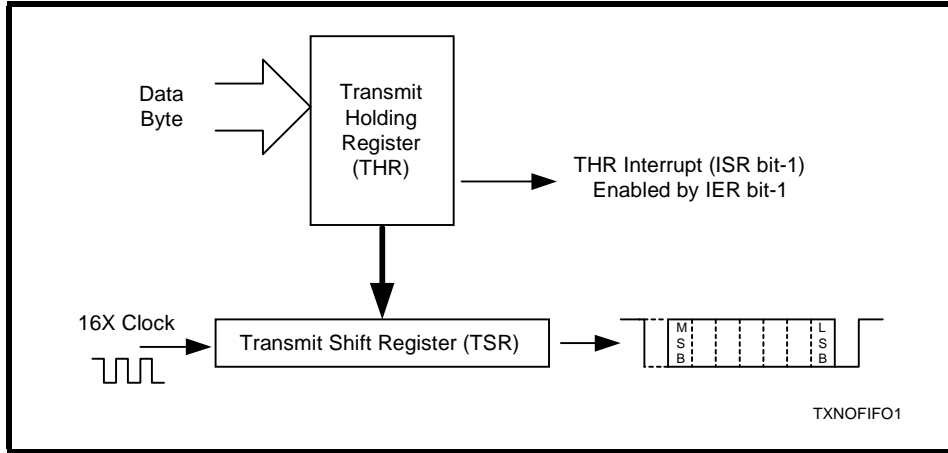 Data
Byte
Transmit
Holding
Register
(THR)
THR Interrupt (ISR bit-1)
Enabled by IER bit-1
16X Clock
Transmit Shift Register (TSR)
M
S
B
L
S
B
TXNOFIFO1